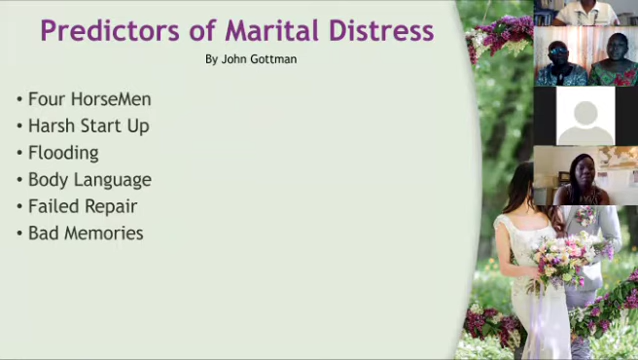 Predictors of Marital Distress
By John Gottman
• Four HorseMen
• Harsh Start Up
• Flooding
• Body Language
• Failed Repair
• Bad Memories